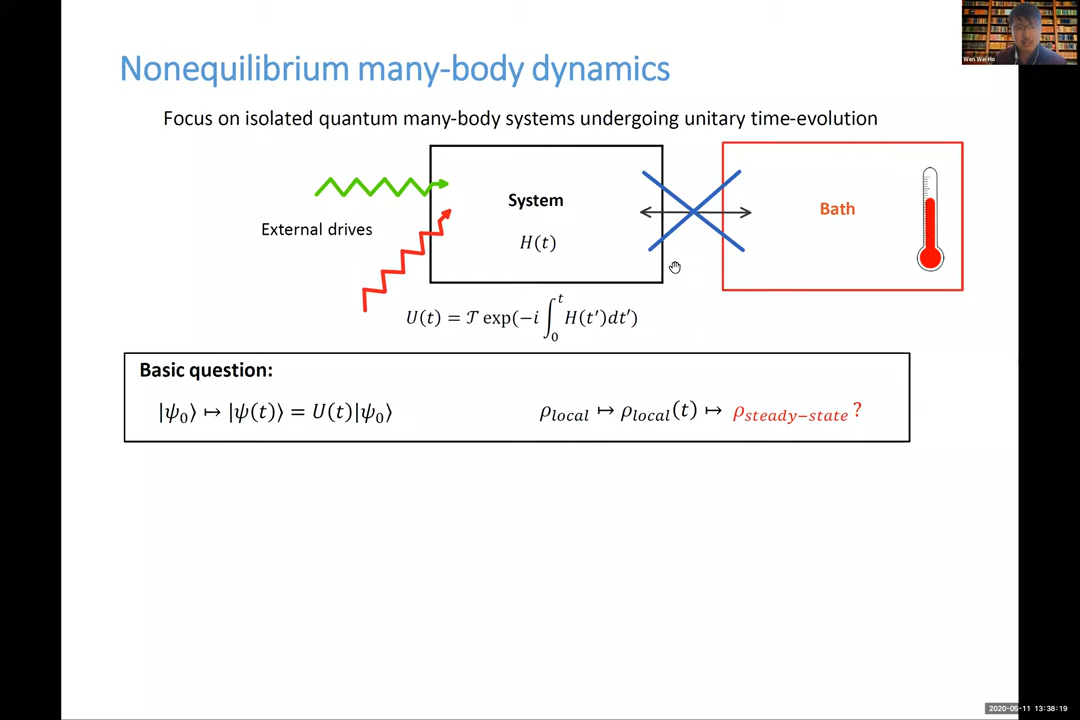 Wen Wei Ho
Nonequilibrium many-body dynamics
Focus on isolated quantum many-body systems undergoing unitary time-evolution
External drives
System
H(t)
Bath
U(t) = 𝒯 exp(−i ∫₀ᵗ H(t′)dt′)
Basic question:
|ψ₀⟩ ↦ |ψ(t)⟩ = U(t)|ψ₀⟩
ρ_local ↦ ρ_local(t) ↦ ρ_steady−state ?
2020-05-11 13:38:19